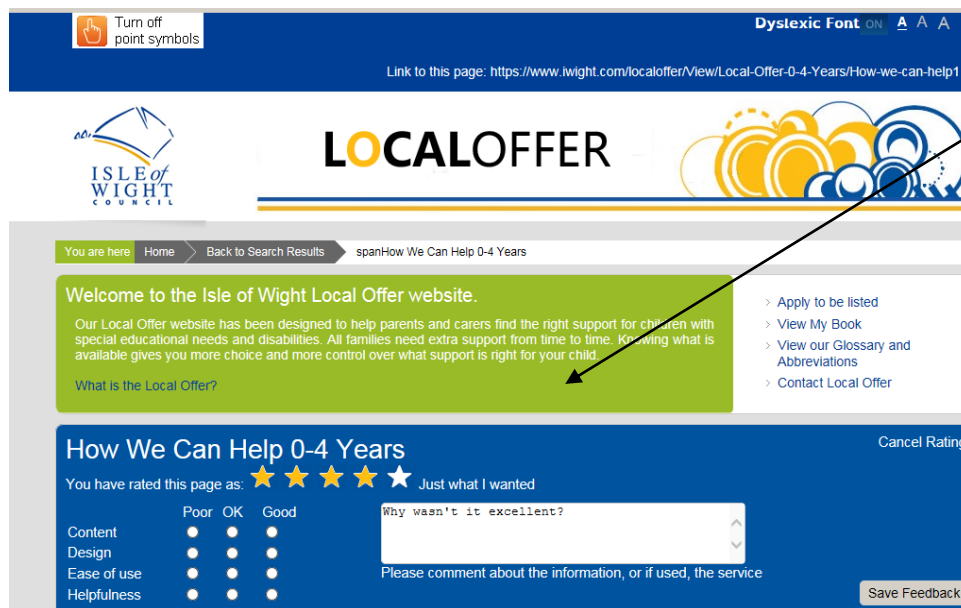 Turn off
point symbols
Dyslexic Font ON A A A
Link to this page: https://www.iwight.com/localoffer/View/Local-Offer-0-4-Years/How-we-can-help1
ISLE of
WIGHT
COUNCIL
LOCALOFFER
You are here Home Back to Search Results spanHow We Can Help 0-4 Years
Welcome to the Isle of Wight Local Offer website.
Our Local Offer website has been designed to help parents and carers find the right support for children with
special educational needs and disabilities. All families need extra support from time to time. Knowing what is
available gives you more choice and more control over what support is right for your child.
What is the Local Offer?
Apply to be listed
View My Book
View our Glossary and
Abbreviations
Contact Local Offer
How We Can Help 0-4 Years
Cancel Rating
You have rated this page as: Just what I wanted
Poor OK Good
Content
Design
Ease of use
Helpfulness
Why wasn't it excellent?
Please comment about the information, or if used, the service
Save Feedback